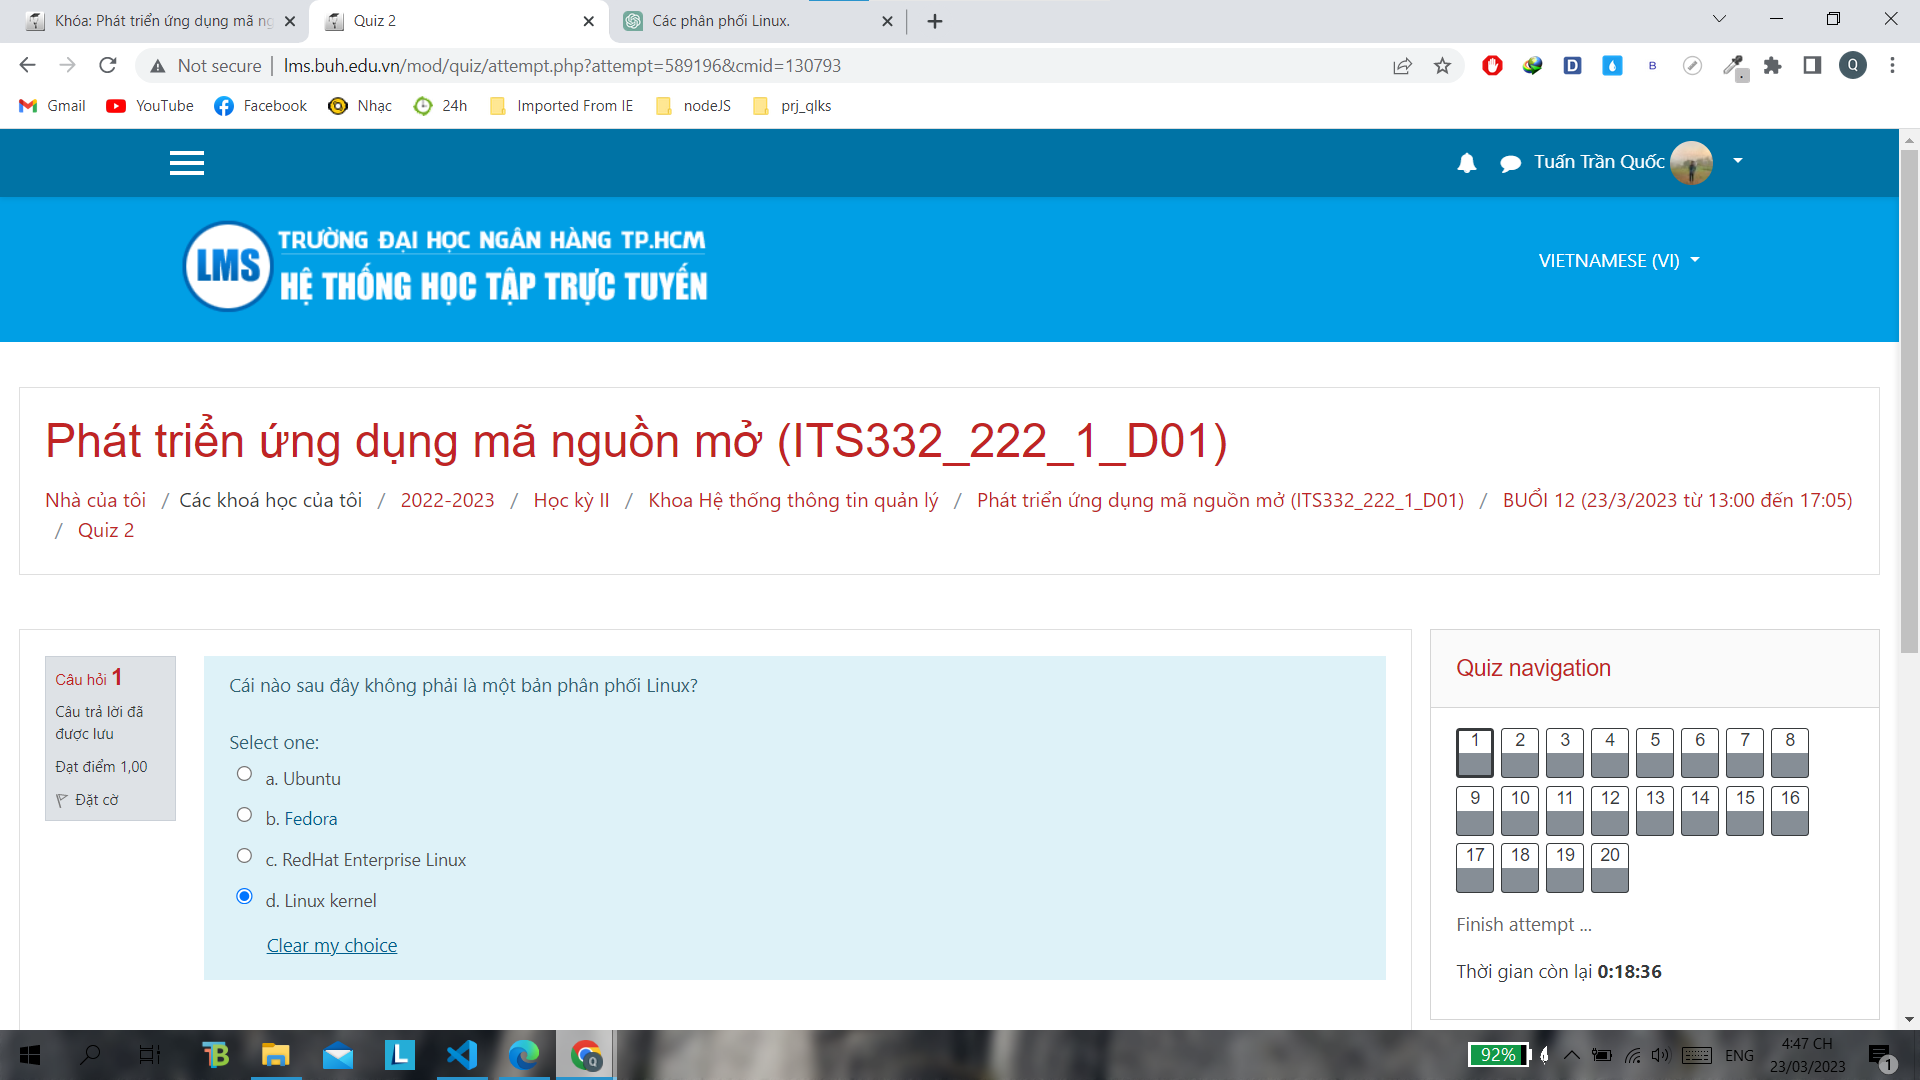 Khóa: Phát triển ứng dụng mã ng
Quiz 2
Các phân phối Linux.
Not secure
lms.buh.edu.vn/mod/quiz/attempt.php?attempt=589196&cmid=130793
Q
Gmail
YouTube
Facebook
Nhạc
24h
Imported From IE
nodeJS
prj_qlks
Tuấn Trần Quốc
LMS
TRƯỜNG ĐẠI HỌC NGÂN HÀNG TP.HCM
HỆ THỐNG HỌC TẬP TRỰC TUYẾN
VIETNAMESE (VI)
Phát triển ứng dụng mã nguồn mở (ITS332_222_1_D01)
Nhà của tôi / Các khoá học của tôi / 2022-2023 / Học kỳ II / Khoa Hệ thống thông tin quản lý / Phát triển ứng dụng mã nguồn mở (ITS332_222_1_D01) / BUỔI 12 (23/3/2023 từ 13:00 đến 17:05)
/ Quiz 2
Câu hỏi 1
Câu trả lời đã
được lưu
Đạt điểm 1,00
Đặt cờ
Cái nào sau đây không phải là một bản phân phối Linux?
Select one:
a. Ubuntu
b. Fedora
c. RedHat Enterprise Linux
d. Linux kernel
Clear my choice
Quiz navigation
1 2 3 4 5 6 7 8
9 10 11 12 13 14 15 16
17 18 19 20
Finish attempt ...
Thời gian còn lại 0:18:36
92%
ENG
4:47 CH
23/03/2023
1